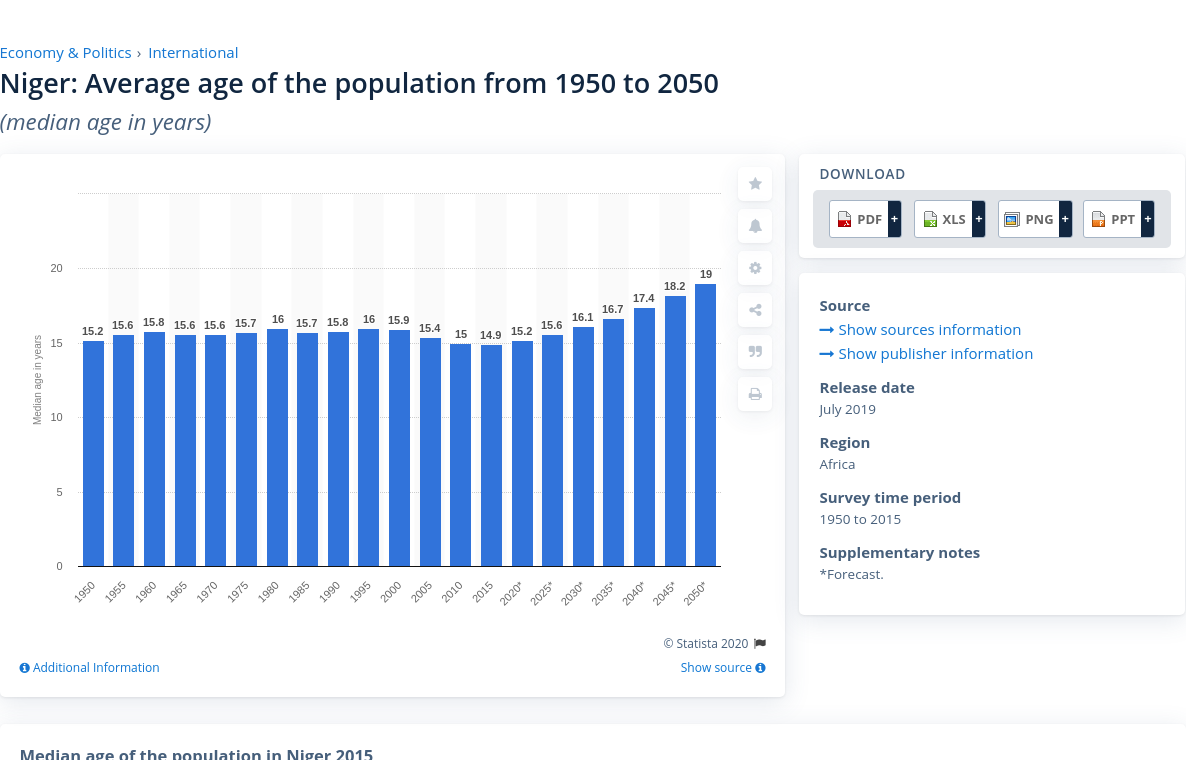 Economy & Politics › International
Niger: Average age of the population from 1950 to 2050
(median age in years)
Median age in years
20
15
10
5
0
15.2 15.6 15.8 15.6 15.6 15.7 16 15.7 15.8 16 15.9 15.4 15 14.9 15.2 15.6 16.1 16.7 17.4 18.2 19
1950 1955 1960 1965 1970 1975 1980 1985 1990 1995 2000 2005 2010 2015 2020* 2025* 2030* 2035* 2040* 2045* 2050*
© Statista 2020
Additional Information
Show source
DOWNLOAD
PDF + XLS + PNG + PPT +
Source
Show sources information
Show publisher information
Release date
July 2019
Region
Africa
Survey time period
1950 to 2015
Supplementary notes
*Forecast.
Median age of the population in Niger 2015